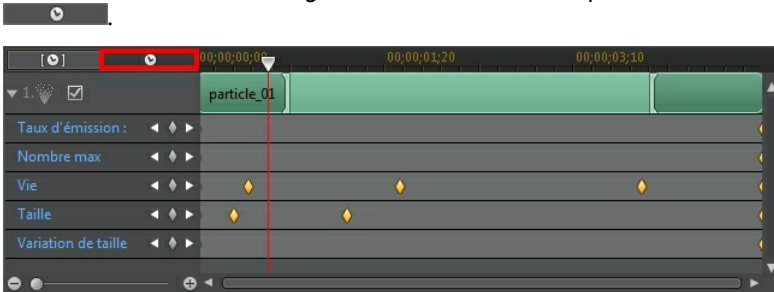 .
00;00;00;00 00;00;01;20 00;00;03;10
1. particle_01
Taux d'émission :
Nombre max
Vie
Taille
Variation de taille